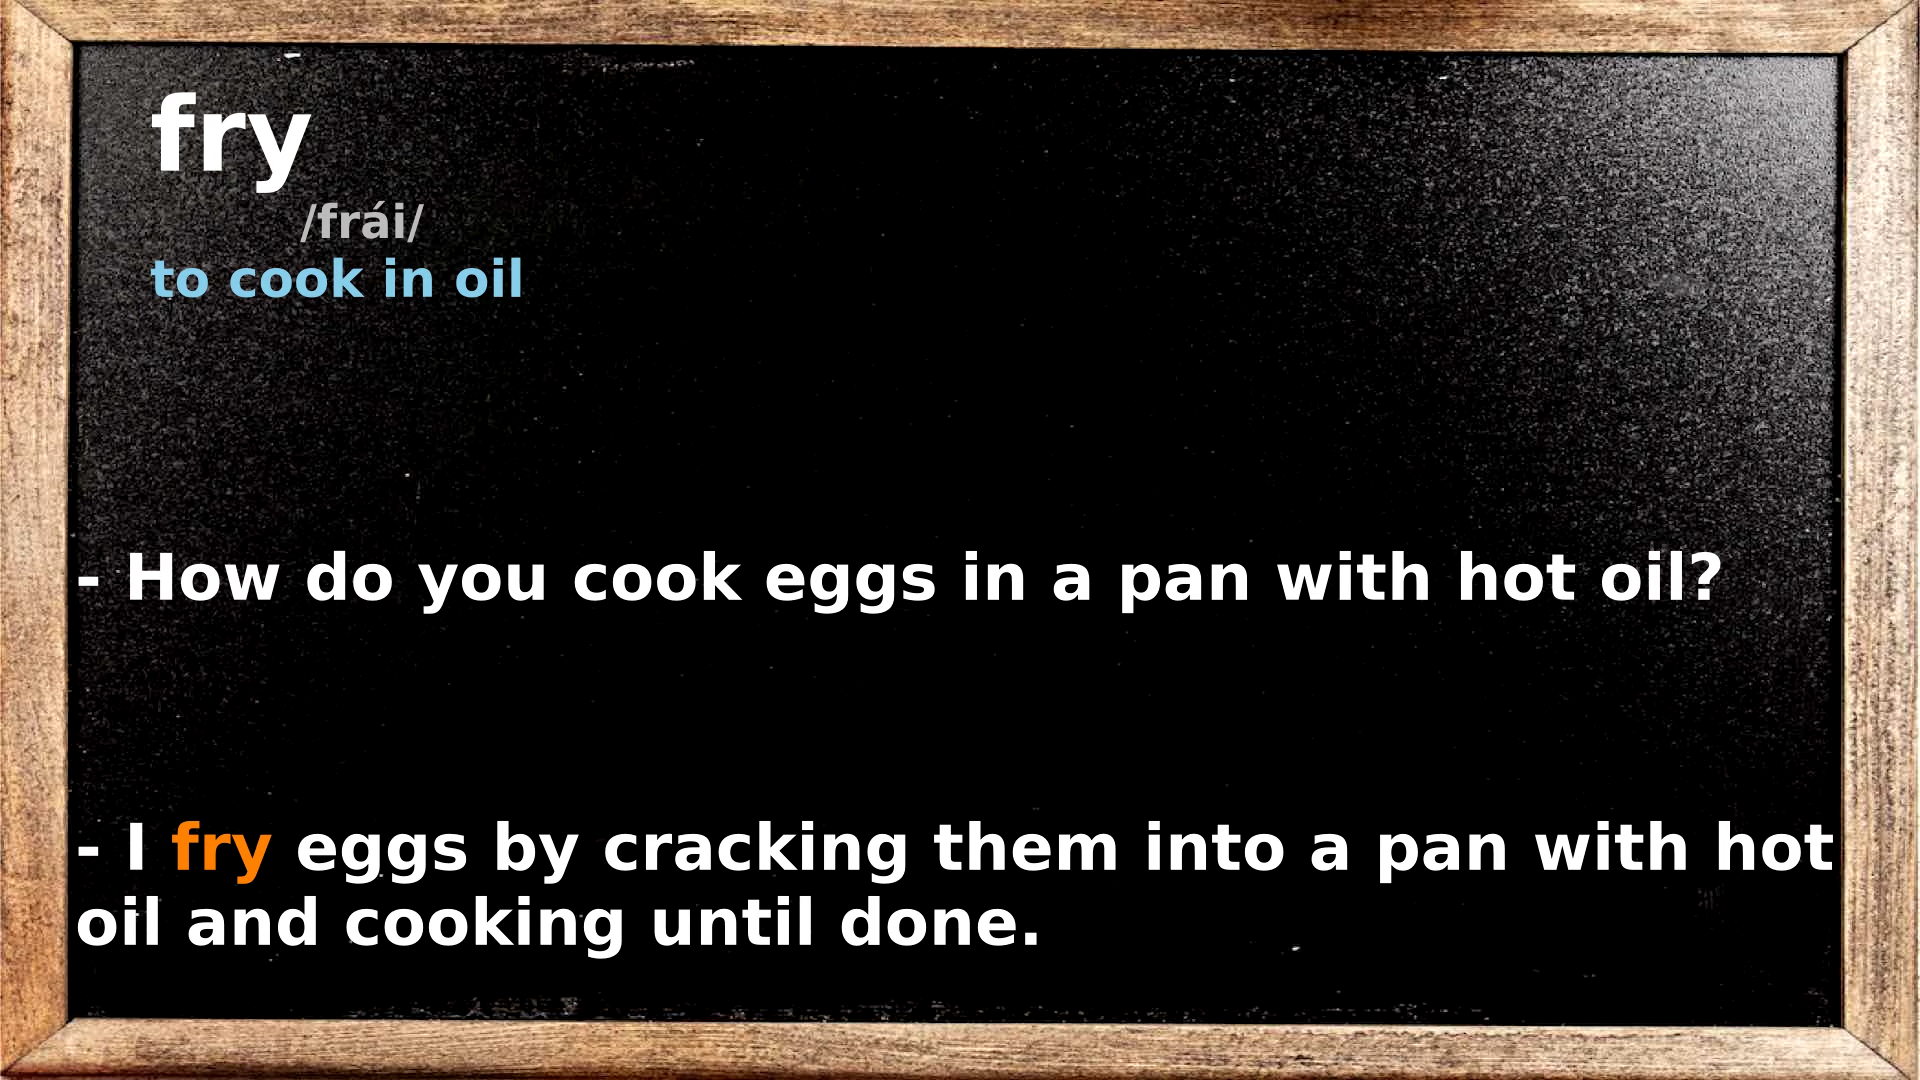 fry
/frái/
to cook in oil
- How do you cook eggs in a pan with hot oil?
- I fry eggs by cracking them into a pan with hot
oil and cooking until done.